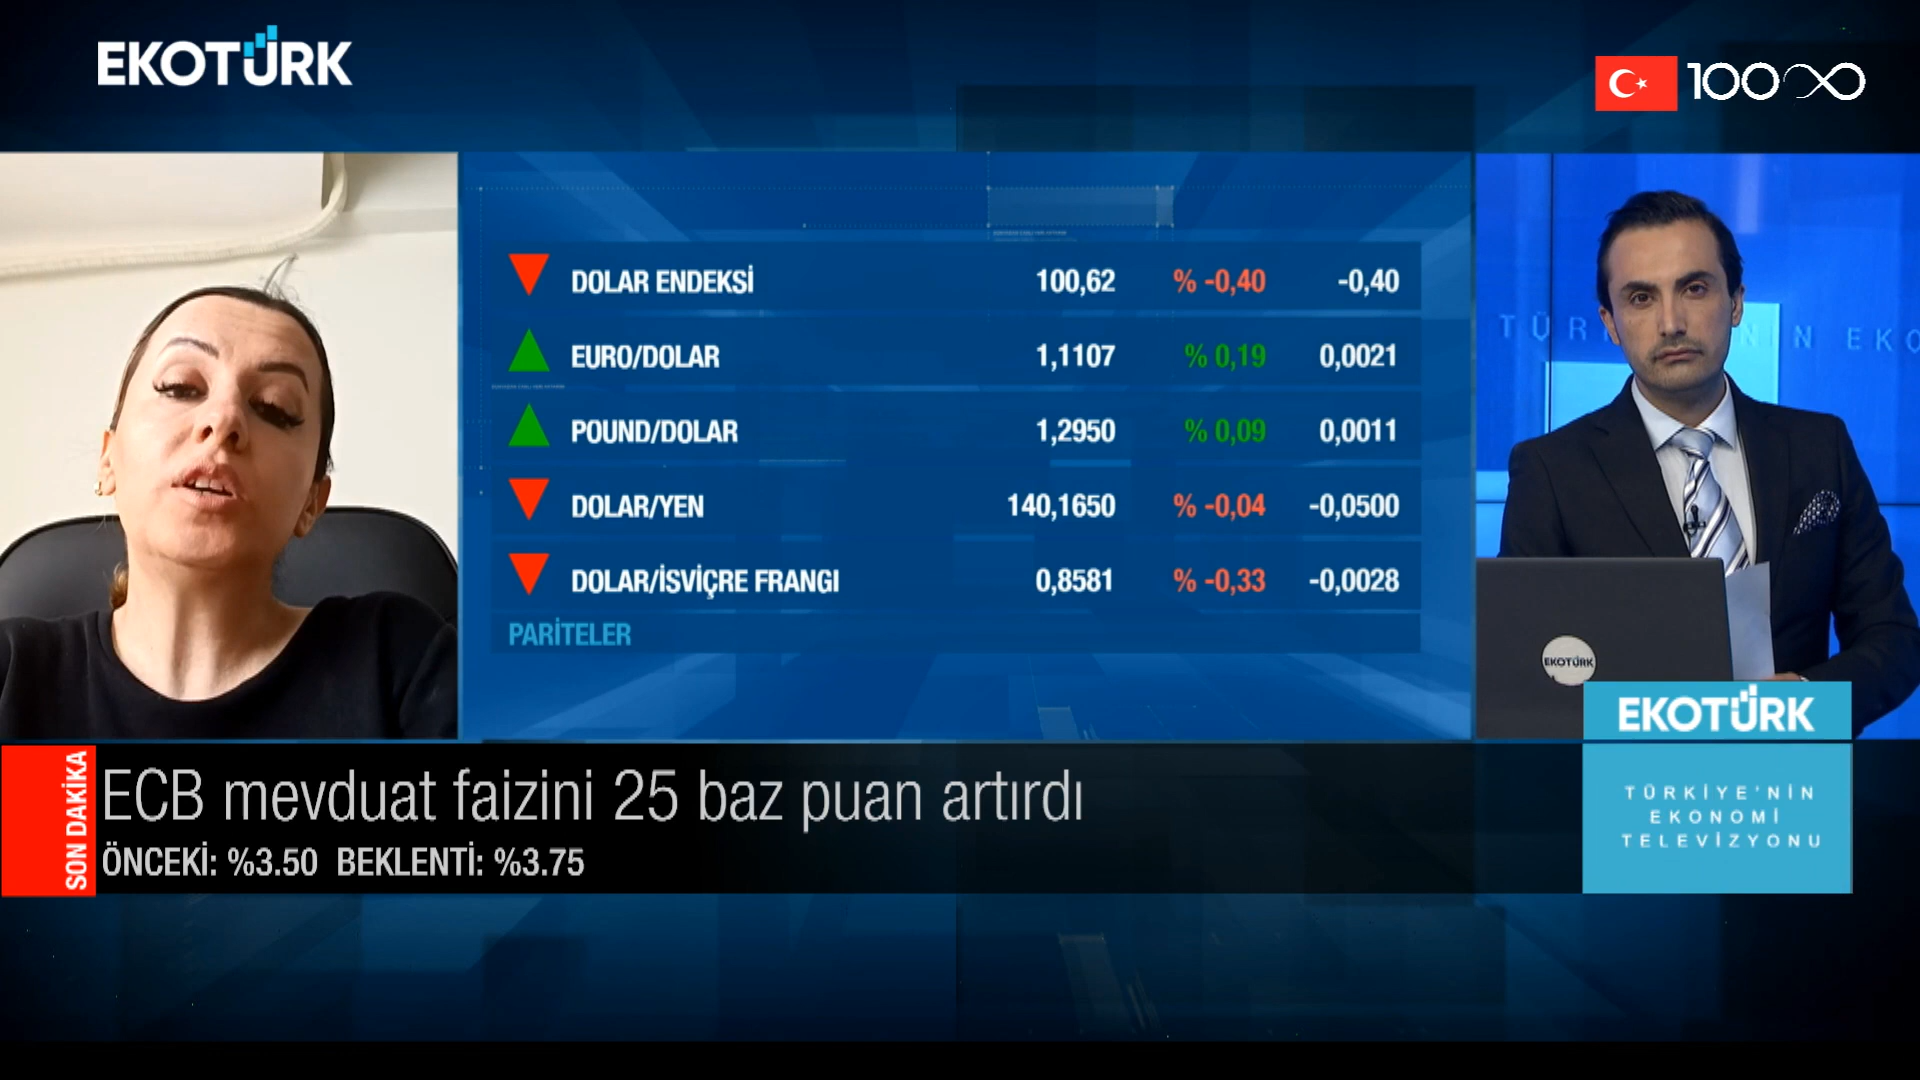 EKOTÜRK
100
DOLAR ENDEKSİ 100,62 % -0,40 -0,40
EURO/DOLAR 1,1107 % 0,19 0,0021
POUND/DOLAR 1,2950 % 0,09 0,0011
DOLAR/YEN 140,1650 % -0,04 -0,0500
DOLAR/İSVİÇRE FRANGI 0,8581 % -0,33 -0,0028
PARİTELER
TÜR NİN EKO
EKOTÜRK
EKOTÜRK
TÜRKİYE'NİN
EKONOMİ
TELEVİZYONU
SON DAKİKA
ECB mevduat faizini 25 baz puan artırdı
ÖNCEKİ: %3.50 BEKLENTİ: %3.75